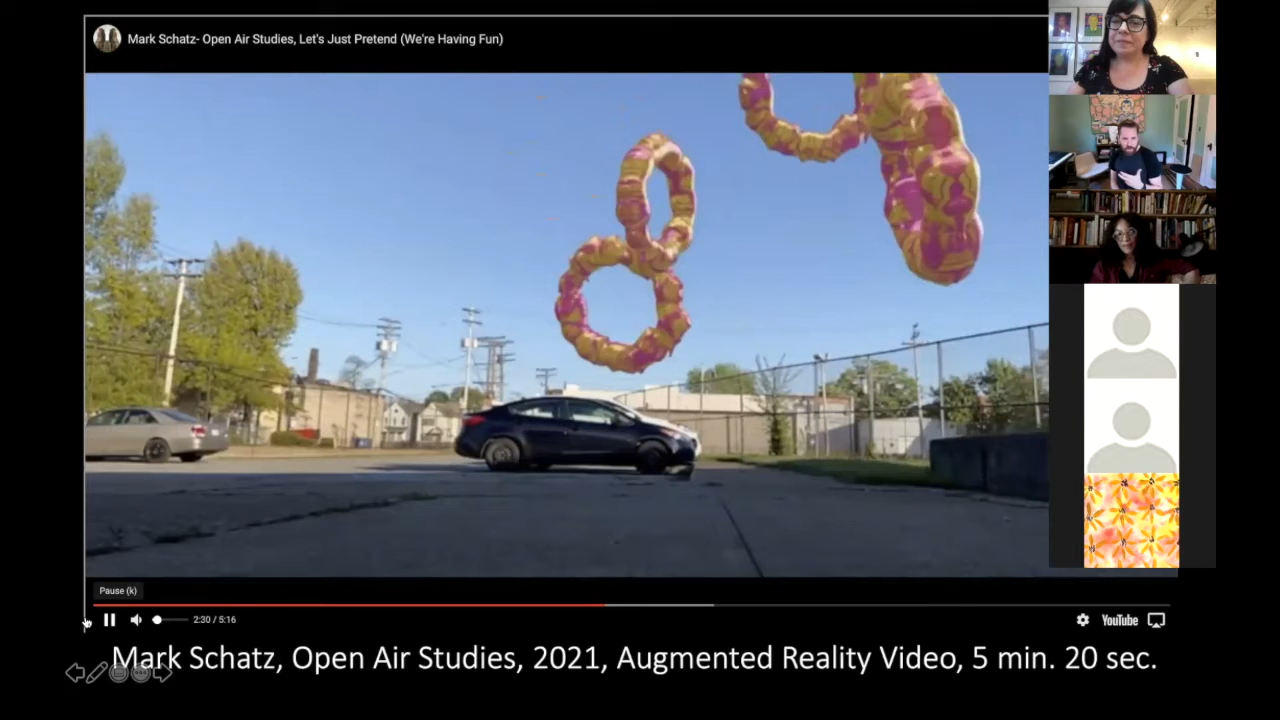 Mark Schatz- Open Air Studies, Let's Just Pretend (We're Having Fun)
Pause (k)
2:30 / 5:16
YouTube
Mark Schatz, Open Air Studies, 2021, Augmented Reality Video, 5 min. 20 sec.